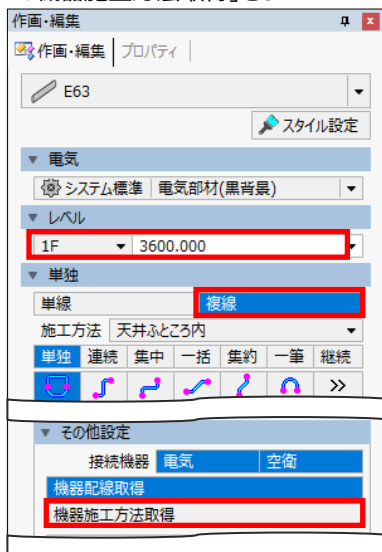 作画・編集
作画・編集 プロパティ
E63
スタイル設定
電気
システム標準 電気部材(黒背景)
レベル
1F 3600.000
単独
単線 複線
施工方法 天井ふところ内
単独 連続 集中 一括 集約 一筆 継続
>>
その他設定
接続機器 電気 空衛
機器配線取得
機器施工方法取得